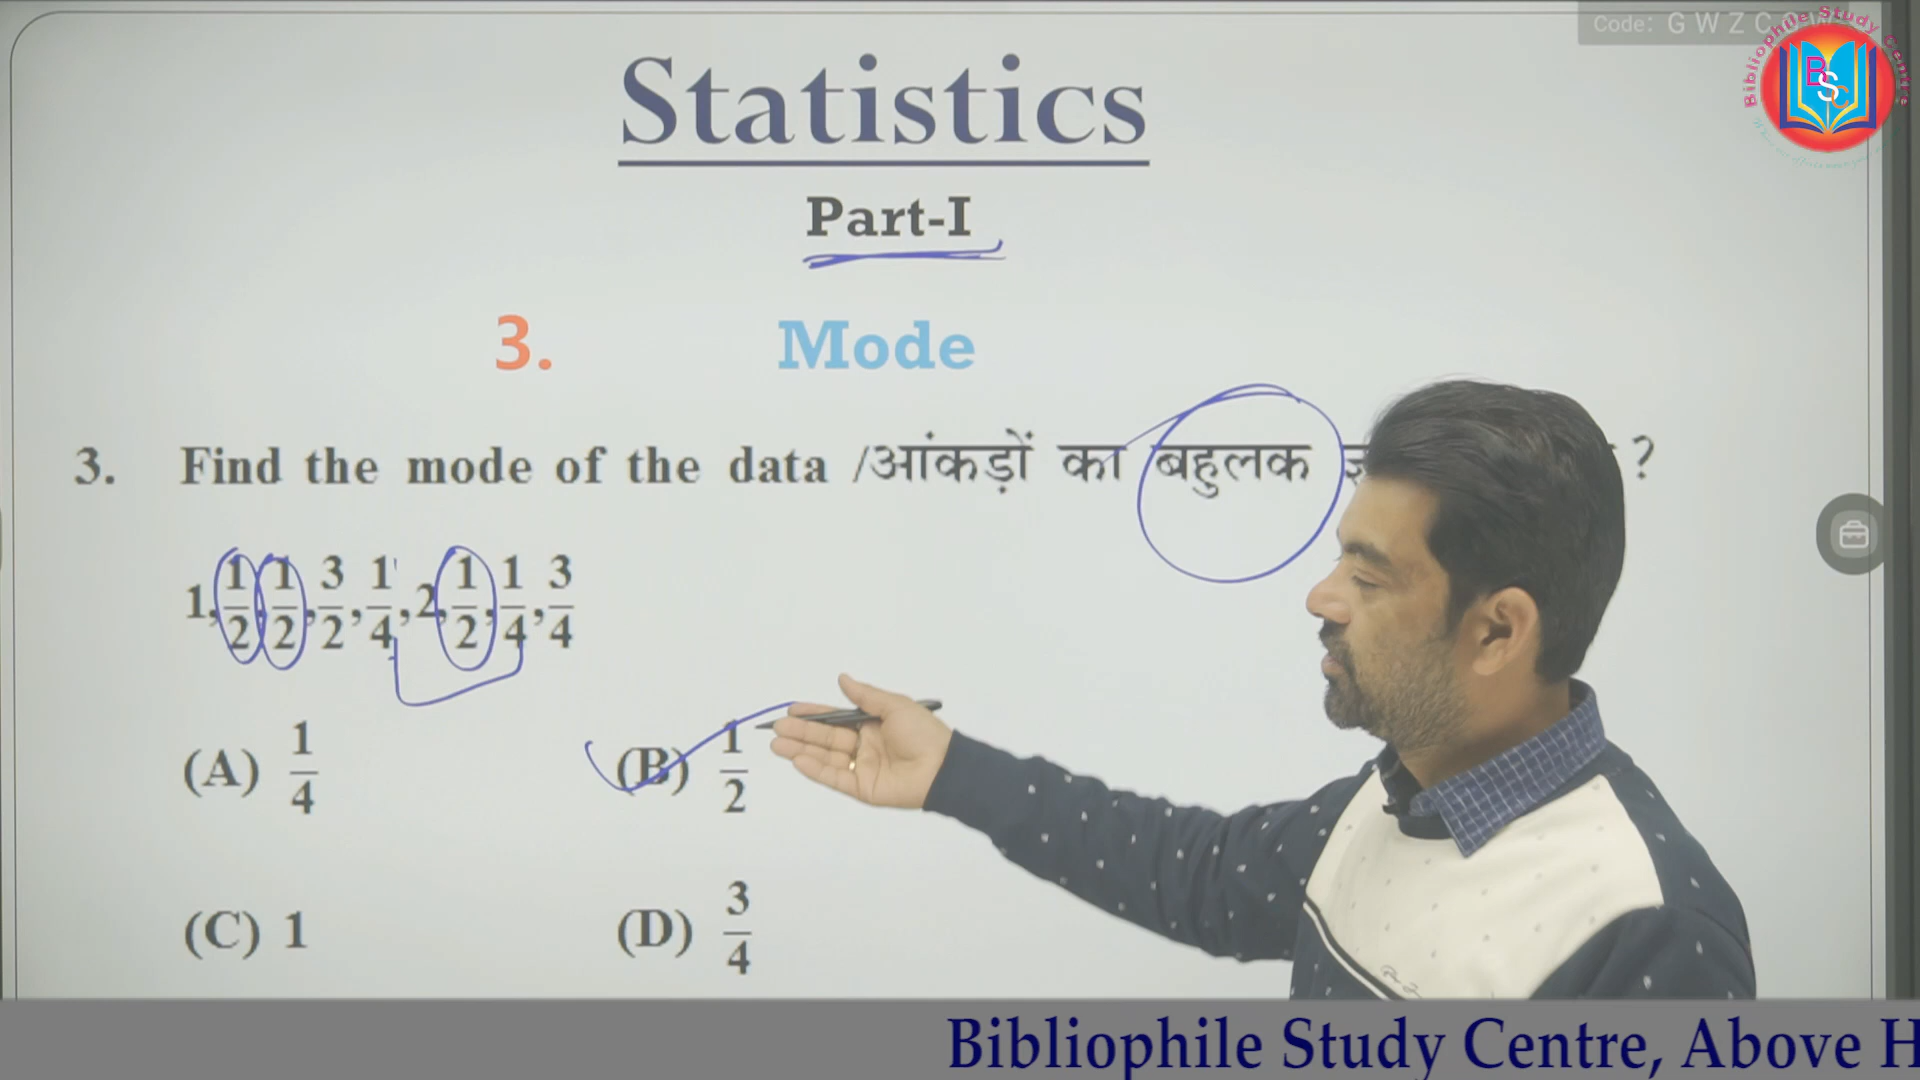 Code: G W Z C
Bibliophile Study Centre
BSC
Statistics
Part-I
3. Mode
3. Find the mode of the data /आंकड़ों का बहुलक ?
1, 1/2, 1/2, 3/2, 1/4, 2, 1/2, 1/4, 3/4
(A) 1/4 (B) 1/2
(C) 1 (D) 3/4
Bibliophile Study Centre, Above H